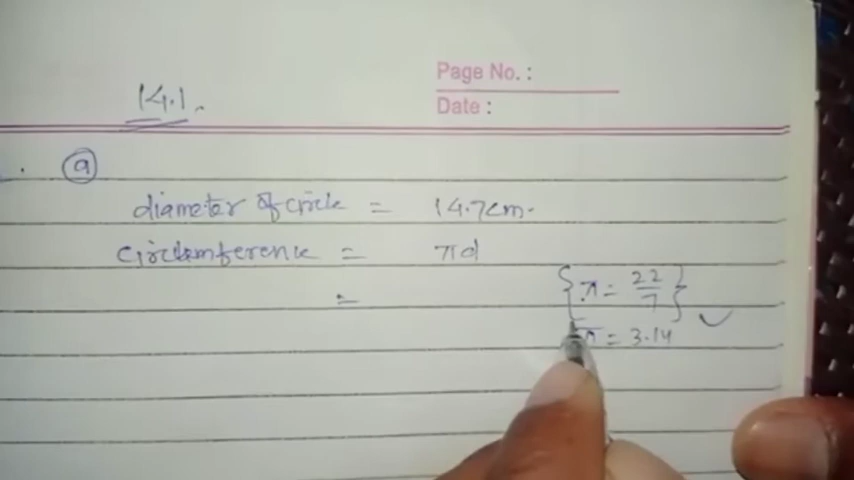 Page No. :
14.1.
Date :
. (a)
diameter of circle = 14.7cm.
Circumference = πd
= { π = 22/7 }
π = 3.14